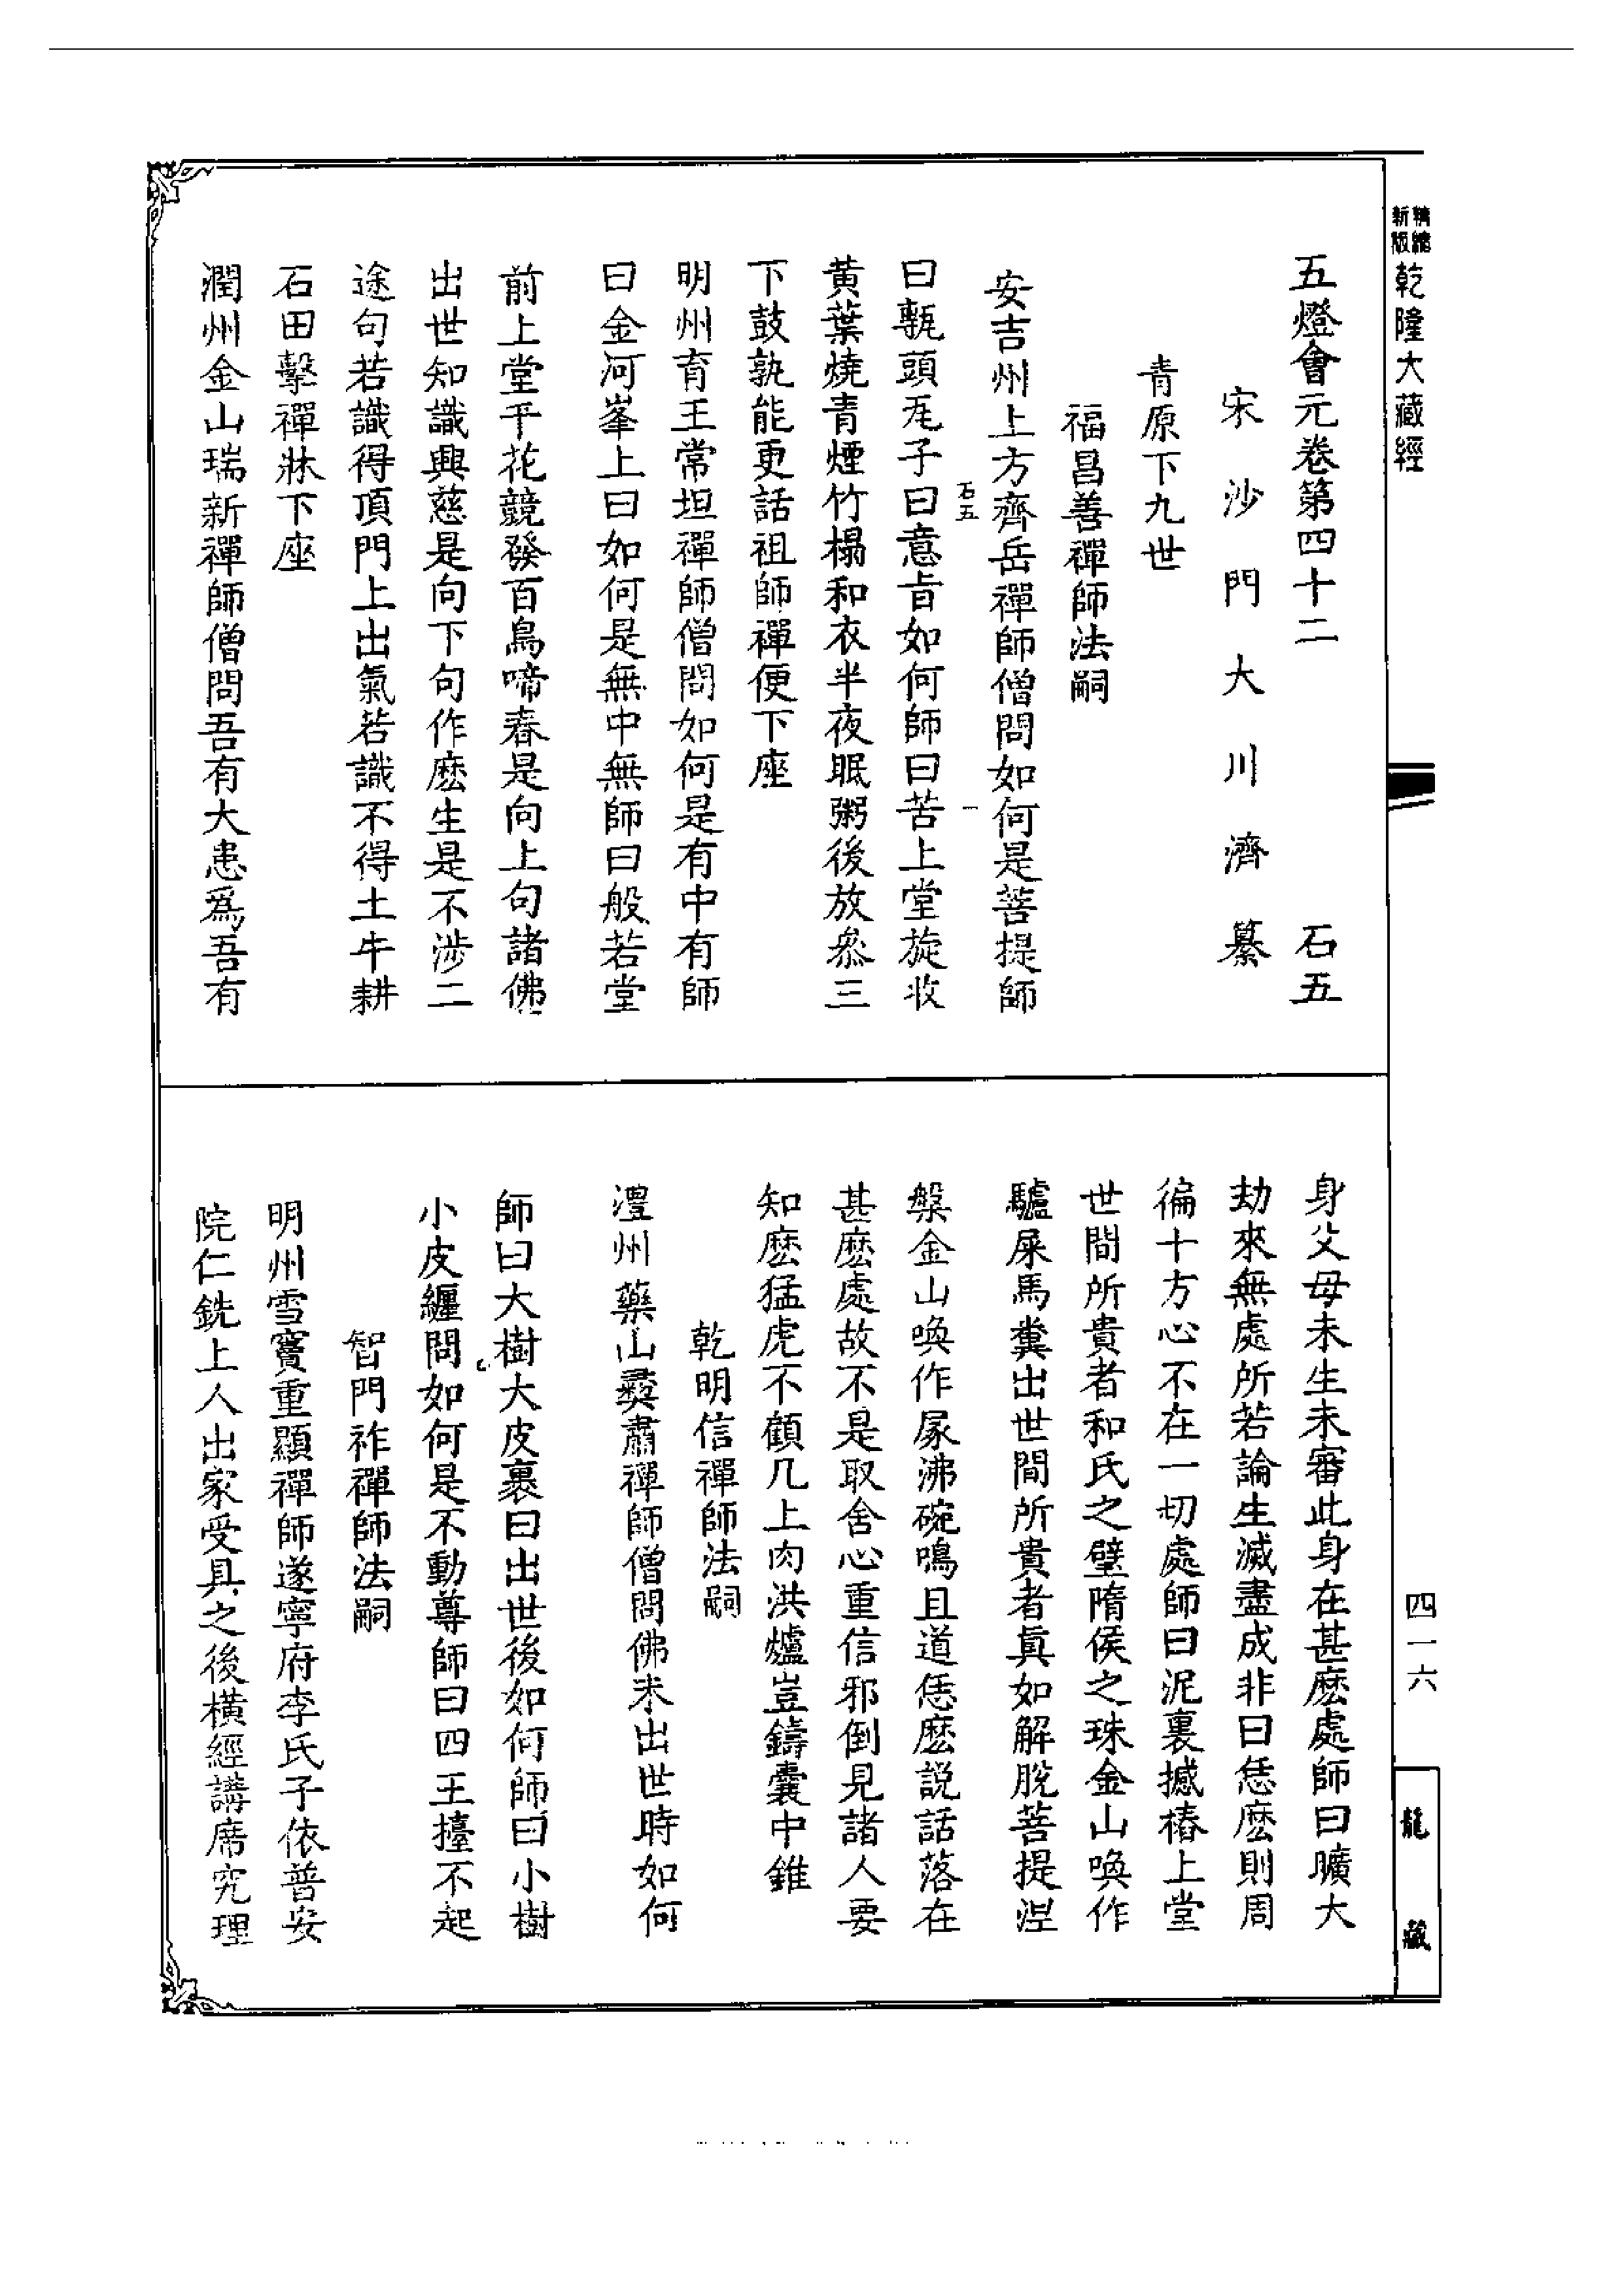 精縮新版乾隆大藏經
五燈會元卷第四十二 石五
宋沙門大川濟纂
青原下九世
福昌善禪師法嗣
安吉州上方齊岳禪師僧問如何是菩提師
石五 一
曰甎頭瓦子曰意旨如何師曰苦上堂旋收
黃葉燒青煙竹榻和衣半夜眠粥後放參三
下鼓孰能更話祖師禪便下座
明州育王常坦禪師僧問如何是有中有師
曰金河峯上曰如何是無中無師曰般若堂
前上堂千花競發百鳥啼春是向上句諸佛
出世知識興慈是向下句作麽生是不涉二
途句若識得頂門上出氣若識不得土牛耕
石田擊禪牀下座
潤州金山瑞新禪師僧問吾有大患爲吾有
身父母未生未審此身在甚麽處師曰曠大
劫來無處所若論生滅盡成非曰恁麽則周
徧十方心不在一切處師曰泥裏撼樁上堂
世間所貴者和氏之璧隋侯之珠金山喚作
驢屎馬糞出世間所貴者眞如解脫菩提涅
槃金山喚作屎沸碗鳴且道恁麽說話落在
甚麽處故不是取舍心重信邪倒見諸人要
知麽猛虎不顧几上肉洪爐豈鑄囊中錐
乾明信禪師法嗣
澧州藥山彛肅禪師僧問佛未出世時如何
師曰大樹大皮裹曰出世後如何師曰小樹
小皮纏問如何是不動尊師曰四王擡不起
智門祚禪師法嗣
明州雪竇重顯禪師遂寧府李氏子依普安
院仁銑上人出家受具之後橫經講席究理
四一六
龍藏